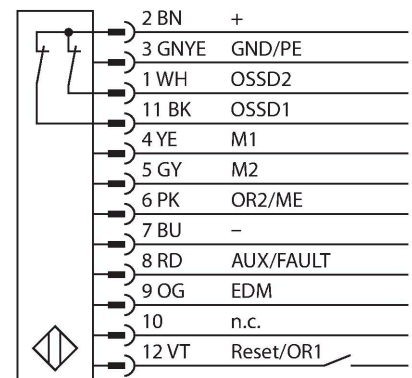 2 BN +
3 GNYE GND/PE
1 WH OSSD2
11 BK OSSD1
4 YE M1
5 GY M2
6 PK OR2/ME
7 BU –
8 RD AUX/FAULT
9 OG EDM
10 n.c.
12 VT Reset/OR1